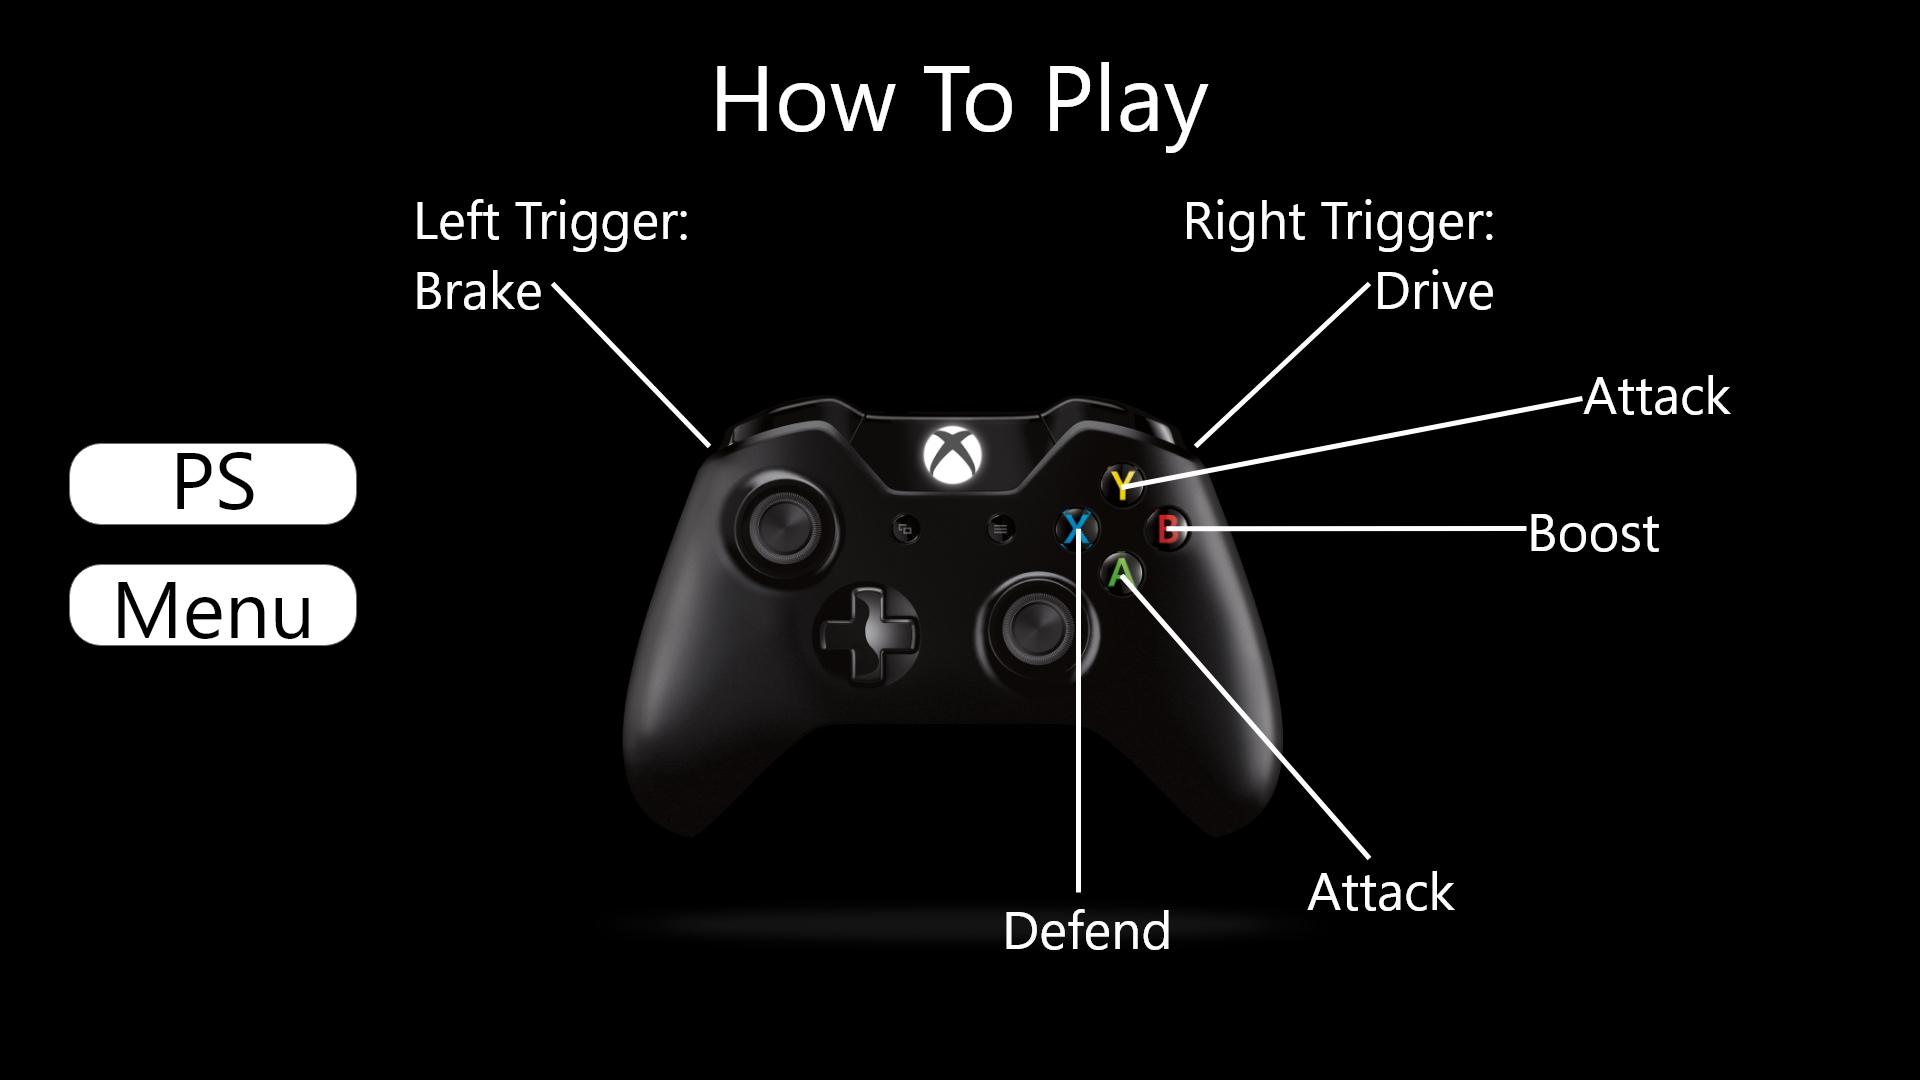 How To Play
Left Trigger:
Brake
Right Trigger:
Drive
Attack
PS
Y
X
B
Boost
A
Menu
Attack
Defend